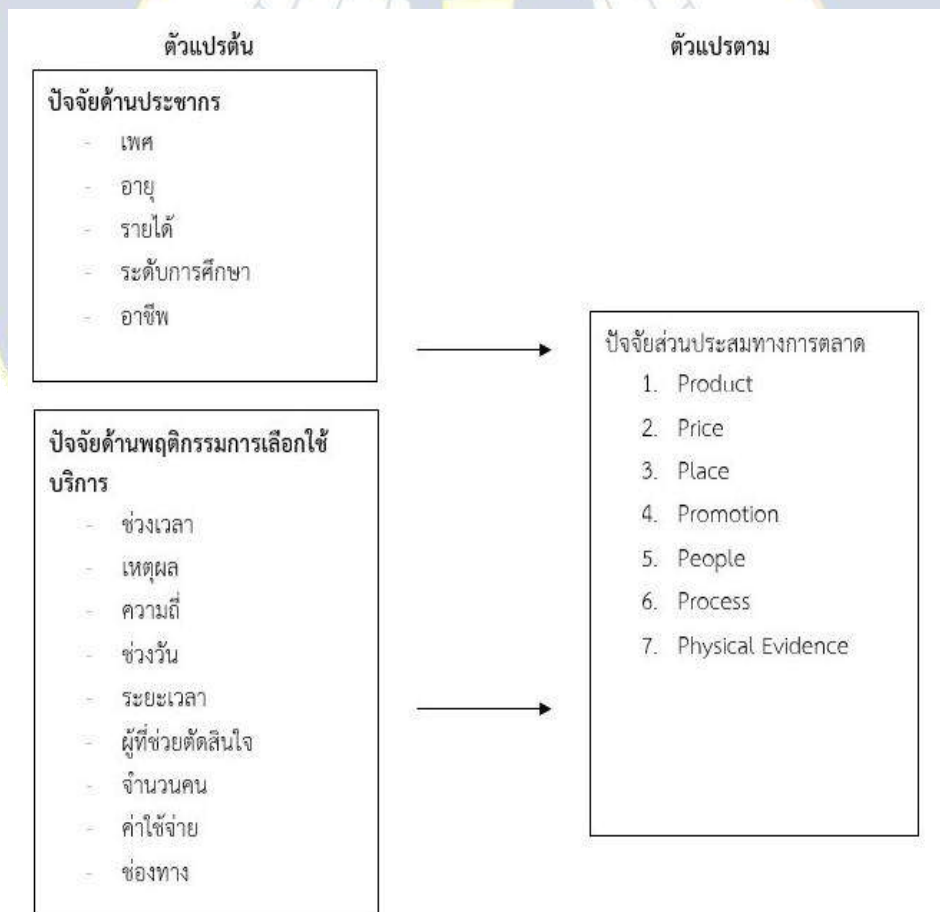 ตัวแปรต้น
ตัวแปรตาม
ปัจจัยด้านประชากร
- เพศ
- อายุ
- รายได้
- ระดับการศึกษา
- อาชีพ
ปัจจัยด้านพฤติกรรมการเลือกใช้
บริการ
- ช่วงเวลา
- เหตุผล
- ความถี่
- ช่วงวัน
- ระยะเวลา
- ผู้ที่ช่วยตัดสินใจ
- จำนวนคน
- ค่าใช้จ่าย
- ช่องทาง
ปัจจัยส่วนประสมทางการตลาด
1. Product
2. Price
3. Place
4. Promotion
5. People
6. Process
7. Physical Evidence